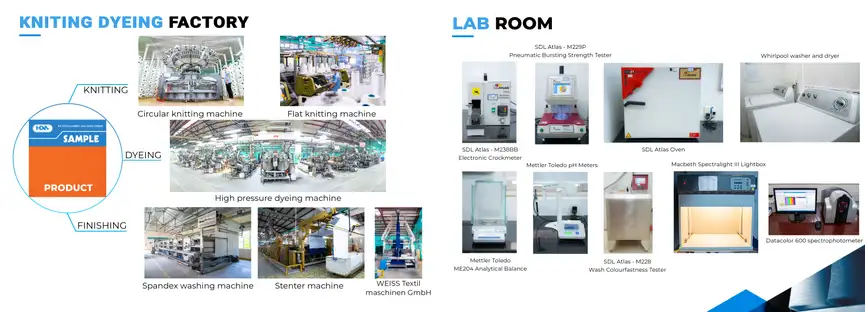 KNITING DYEING FACTORY
KNITTING
Circular knitting machine
Flat knitting machine
SAMPLE
PRODUCT
DYEING
High pressure dyeing machine
FINISHING
Spandex washing machine
Stenter machine
WEISS Textil
maschinen GmbH
LAB ROOM
SDL Atlas - M229P
Pneumatic Bursting Strength Tester
Whirlpool washer and dryer
SDL Atlas - M238BB
Electronic Crockmeter
SDL Atlas Oven
Mettler Toledo pH Meters
Macbeth Spectralight III Lightbox
Mettler Toledo
ME204 Analytical Balance
SDL Atlas - M228
Wash Colourfastness Tester
Datacolor 600 spectrophotometer